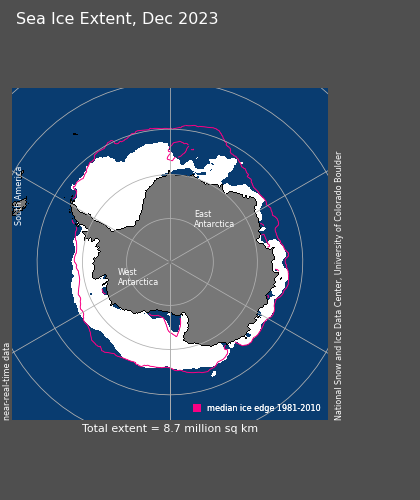 Sea Ice Extent, Dec 2023
South America
East
Antarctica
West
Antarctica
near-real-time data
National Snow and Ice Data Center, University of Colorado Boulder
median ice edge 1981-2010
Total extent = 8.7 million sq km